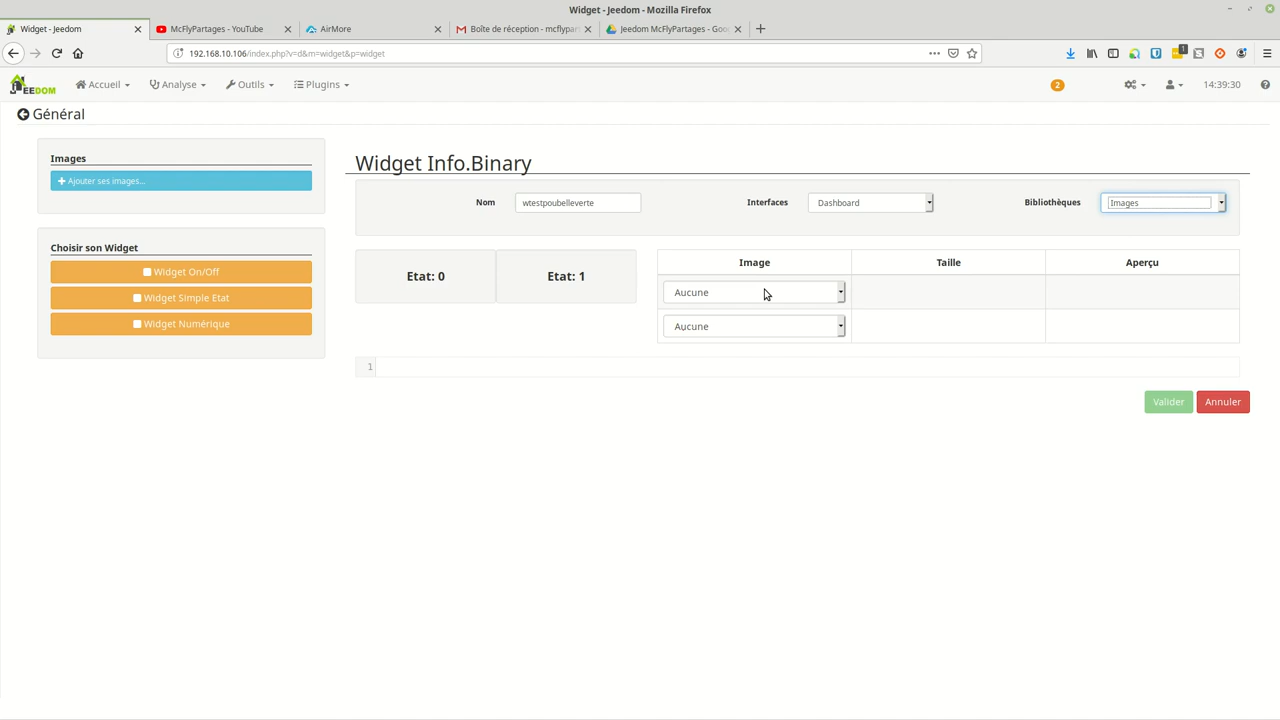 Widget - Jeedom - Mozilla Firefox
Widget - Jeedom
McFlyPartages - YouTube
AirMore
Boîte de réception - mcflypart
Jeedom McFlyPartages - Goo
192.168.10.106/index.php?v=d&m=widget&p=widget
1
JEEDOM
Accueil
Analyse
Outils
Plugins
2
14:39:30
Général
Images
Ajouter ses images...
Choisir son Widget
Widget On/Off
Widget Simple Etat
Widget Numérique
Widget Info.Binary
Nom
wtestpoubelleverte
Interfaces
Dashboard
Bibliothèques
Images
Etat: 0
Etat: 1
Image
Taille
Aperçu
Aucune
Aucune
1
Valider
Annuler